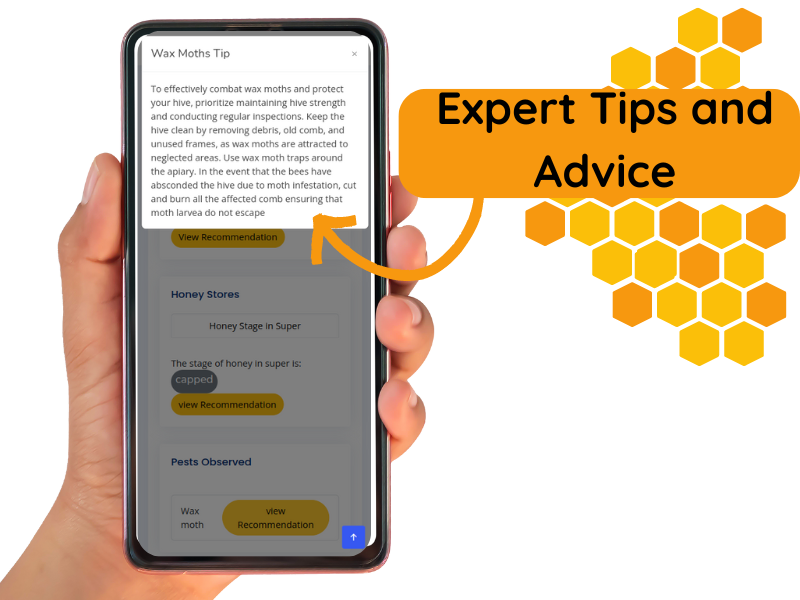 Wax Moths Tip ×
To effectively combat wax moths and protect
your hive, prioritize maintaining hive strength
and conducting regular inspections. Keep the
hive clean by removing debris, old comb, and
unused frames, as wax moths are attracted to
neglected areas. Use wax moth traps around
the apiary. In the event that the bees have
absconded the hive due to moth infestation, cut
and burn all the affected comb ensuring that
moth larvea do not escape
View Recommendation
Honey Stores
Honey Stage in Super
The stage of honey in super is:
capped
view Recommendation
Pests Observed
Wax
moth
view
Recommendation
Expert Tips and
Advice